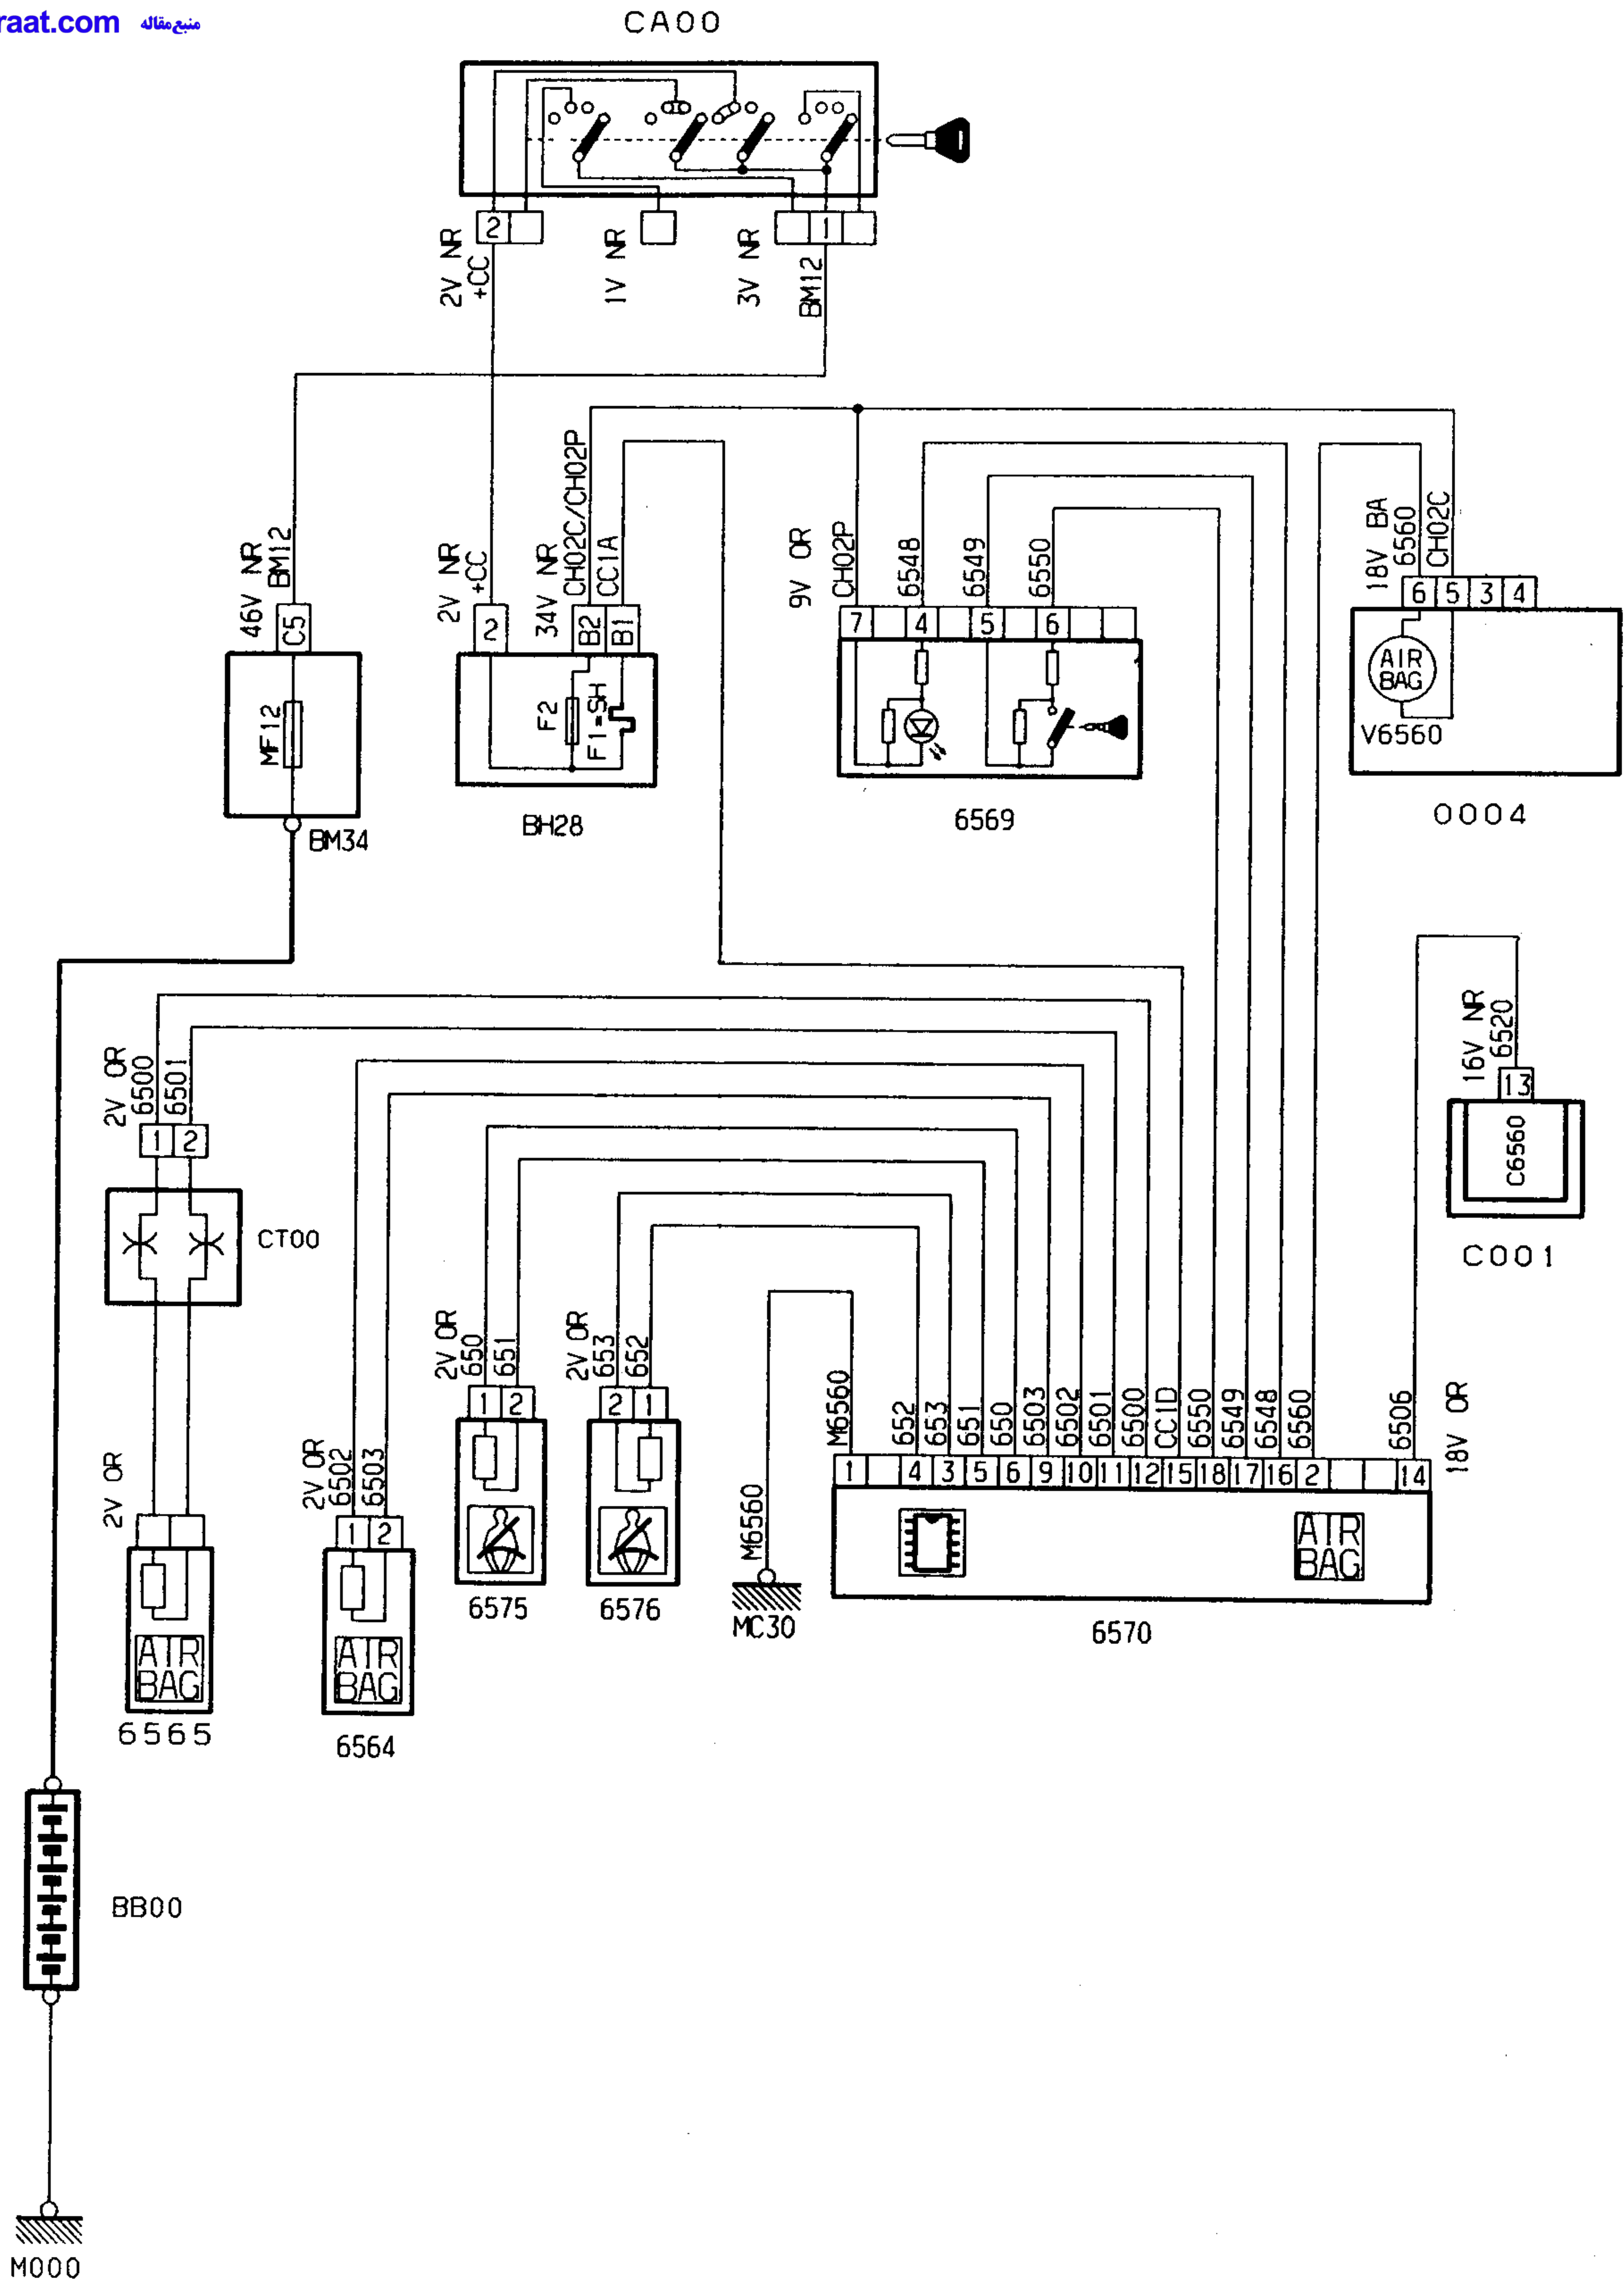 raat.com منبع مقاله
CA00
2 1
2V NR
+CC
1V NR
3V NR
BM12
46V NR
BM12
C5
MF12
BM34
2V NR
+CC
2
34V NR
CH02C/CH02P
CC1A
B2 B1
F2
F1=SH
BH28
9V OR
CH02P
6548
6549
6550
7 4 5 6
6569
18V BA
6560
CH02C
6 5 3 4
AIR
BAG
V6560
0004
16V NR
6520
13
C6560
C001
2V OR
6500
6501
1 2
CT00
2V OR
AIR
BAG
6565
2V OR
6502
6503
1 2
AIR
BAG
6564
2V OR
650
651
1 2
6575
2V OR
653
652
2 1
6576
M6560
MC30
M6560
652
653
651
650
6503
6502
6501
6500
CC1D
6550
6549
6548
6560
6506
18V OR
1 4 3 5 6 9 10 11 12 15 18 17 16 2 14
AIR
BAG
6570
BB00
M000